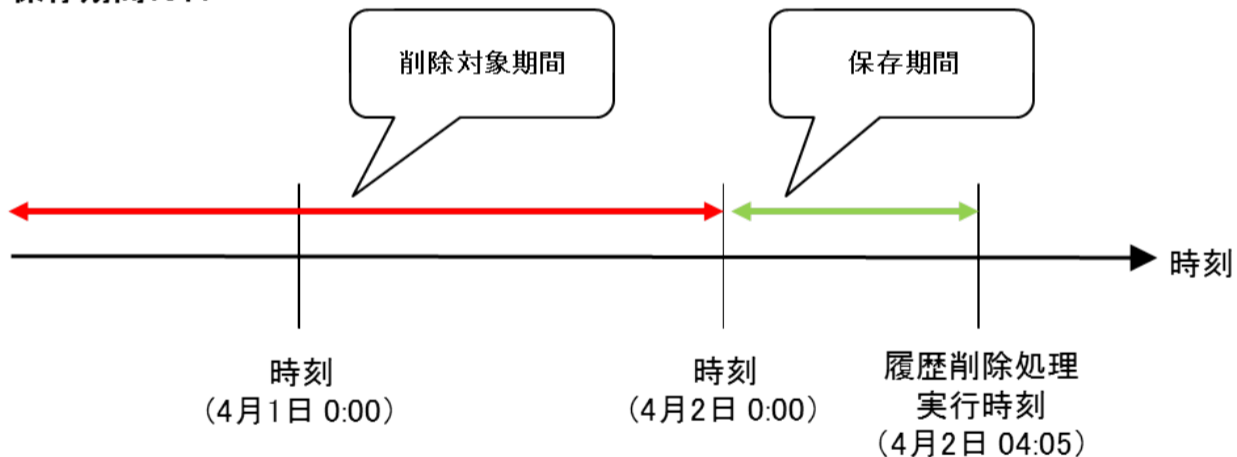 削除対象期間
保存期間
時刻
時刻
(4月1日 0:00)
時刻
(4月2日 0:00)
履歴削除処理
実行時刻
(4月2日 04:05)